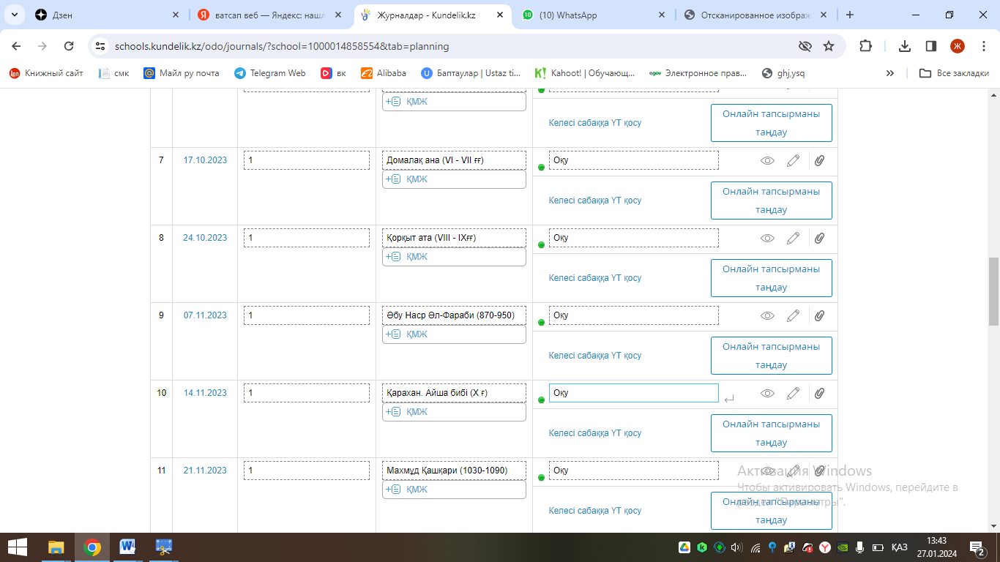 Дзен
ватсап веб — Яндекс: нашл
Журналдар - Kundelik.kz
(10) WhatsApp
Отсканированное изображ
schools.kundelik.kz/odo/journals/?school=1000014858554&tab=planning
Ж
Книжный сайт
смк
Майл ру почта
Telegram Web
вк
Alibaba
Баптаулар | Ustaz ti...
Kahoot! | Обучающ...
egov Электронное прав...
ghj,ysq
Все закладки
ҚМЖ
Келесі сабаққа ҮТ қосу
Онлайн тапсырманы
таңдау
7 17.10.2023 1 Домалақ ана (VI - VII ғғ) Оқу
ҚМЖ
Келесі сабаққа ҮТ қосу
Онлайн тапсырманы
таңдау
8 24.10.2023 1 Қорқыт ата (VIII - IXғғ) Оқу
ҚМЖ
Келесі сабаққа ҮТ қосу
Онлайн тапсырманы
таңдау
9 07.11.2023 1 Әбу Наср Әл-Фараби (870-950) Оқу
ҚМЖ
Келесі сабаққа ҮТ қосу
Онлайн тапсырманы
таңдау
10 14.11.2023 1 Қарахан. Айша бибі (X ғ) Оқу
ҚМЖ
Келесі сабаққа ҮТ қосу
Онлайн тапсырманы
таңдау
11 21.11.2023 1 Махмұд Қашқари (1030-1090) Оқу
ҚМЖ
Келесі сабаққа ҮТ қосу
Онлайн тапсырманы
таңдау
Активация Windows
Чтобы активировать Windows, перейдите в
раздел "Параметры".
ҚАЗ
13:43
27.01.2024
2